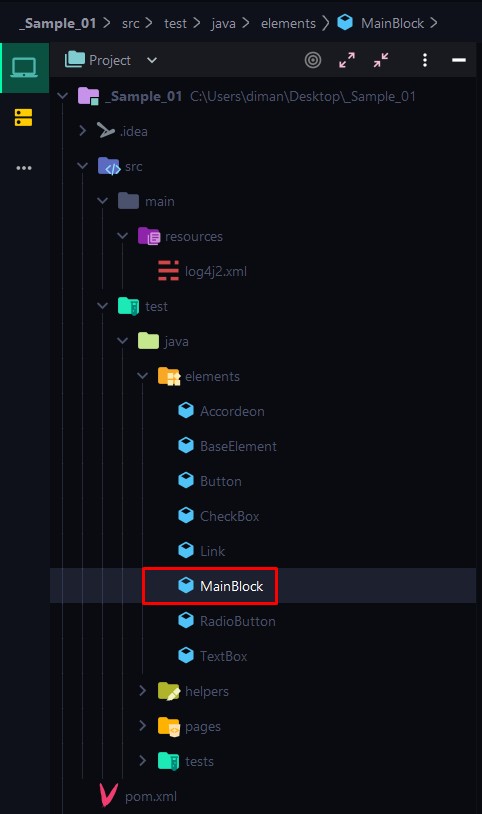 _Sample_01 > src > test > java > elements > MainBlock >
Project
_Sample_01 C:\Users\diman\Desktop\_Sample_01
.idea
src
main
resources
log4j2.xml
test
java
elements
Accordeon
BaseElement
Button
CheckBox
Link
MainBlock
RadioButton
TextBox
helpers
pages
tests
pom.xml